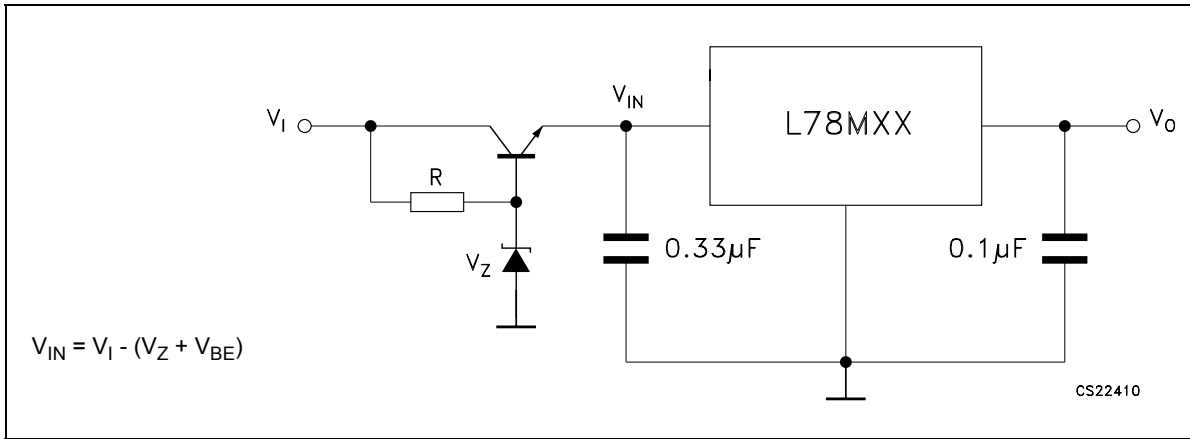 V_IN
V_I
L78MXX
V_O
R
0.33µF
0.1µF
V_Z
V_IN = V_I - (V_Z + V_BE)
CS22410